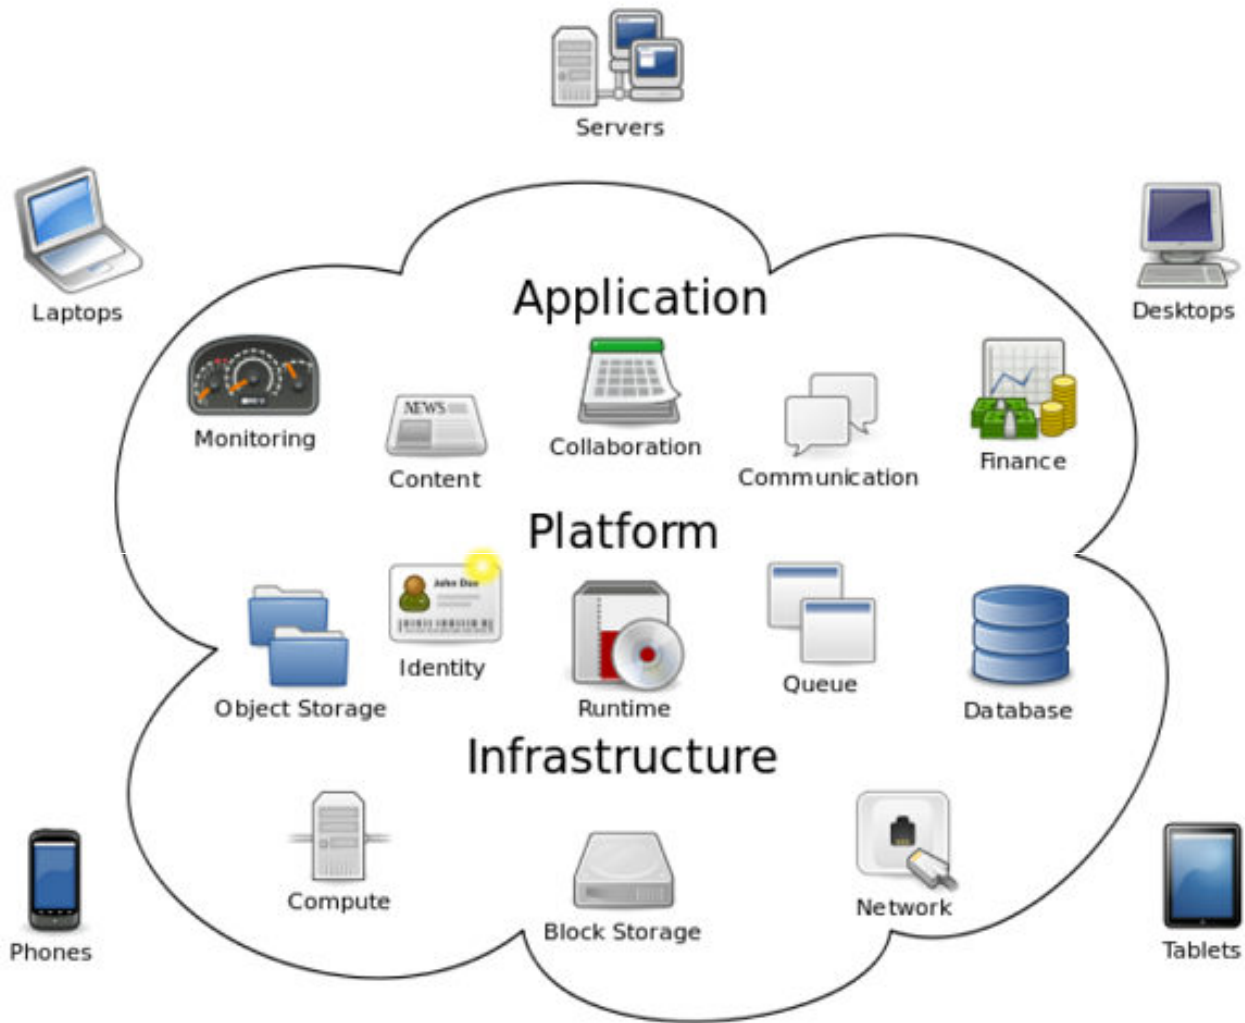 Servers
Laptops
Desktops
Application
Monitoring
NEWS
Content
Collaboration
Communication
Finance
Platform
John Doe
Object Storage
Identity
Runtime
Queue
Database
Infrastructure
Compute
Block Storage
Network
Phones
Tablets